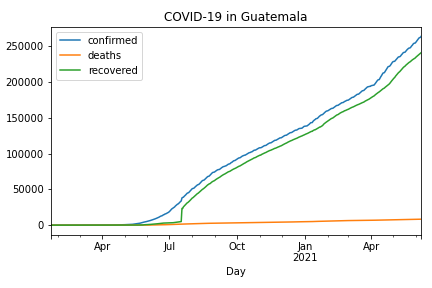 COVID-19 in Guatemala
confirmed
deaths
recovered
250000
200000
150000
100000
50000
0
Apr
Jul
Oct
Jan
2021
Apr
Day